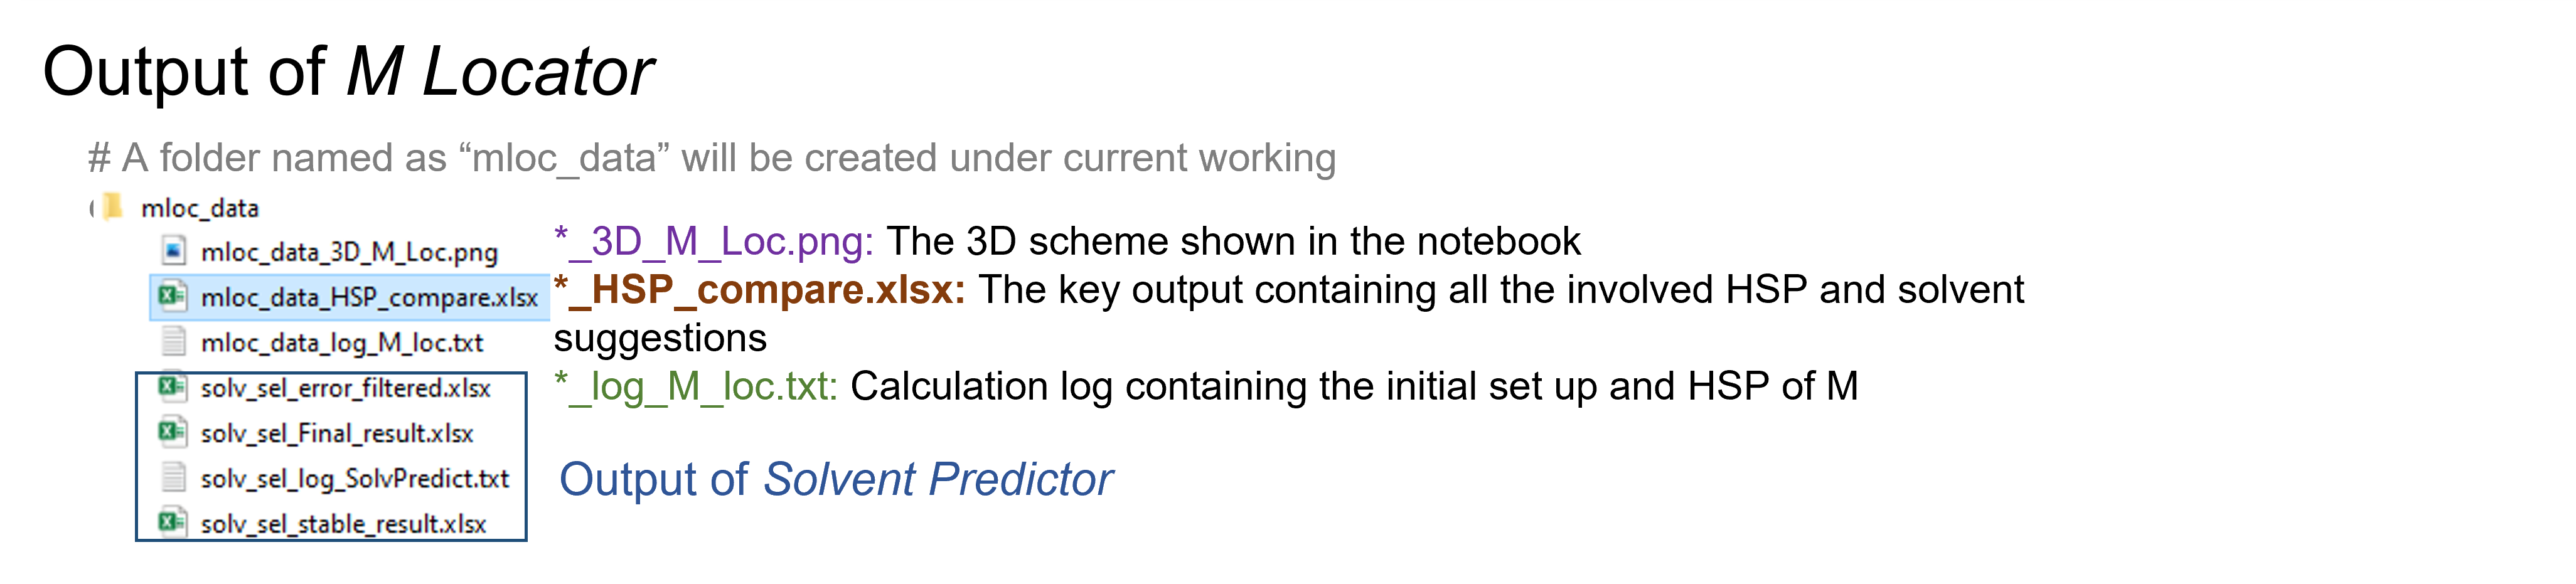 Output of M Locator
# A folder named as “mloc_data” will be created under current working
mloc_data
mloc_data_3D_M_Loc.png
mloc_data_HSP_compare.xlsx
mloc_data_log_M_loc.txt
solv_sel_error_filtered.xlsx
solv_sel_Final_result.xlsx
solv_sel_log_SolvPredict.txt
solv_sel_stable_result.xlsx
*_3D_M_Loc.png: The 3D scheme shown in the notebook
*_HSP_compare.xlsx: The key output containing all the involved HSP and solvent
suggestions
*_log_M_loc.txt: Calculation log containing the initial set up and HSP of M
Output of Solvent Predictor